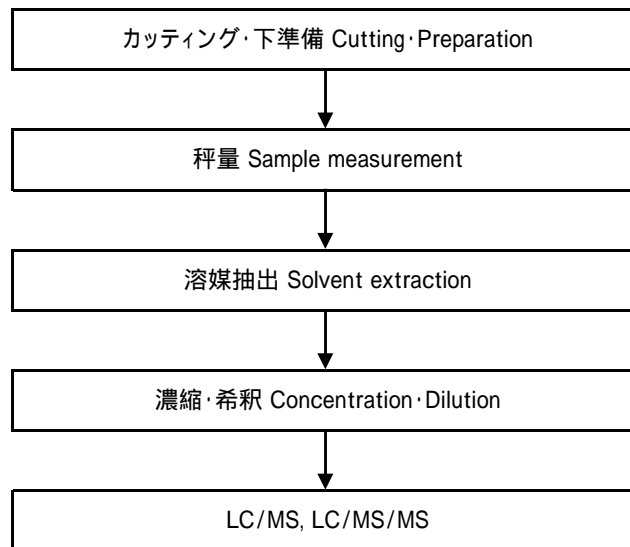 カッティング・下準備 Cutting・Preparation
秤量 Sample measurement
溶媒抽出 Solvent extraction
濃縮・希釈 Concentration・Dilution
LC/MS, LC/MS/MS